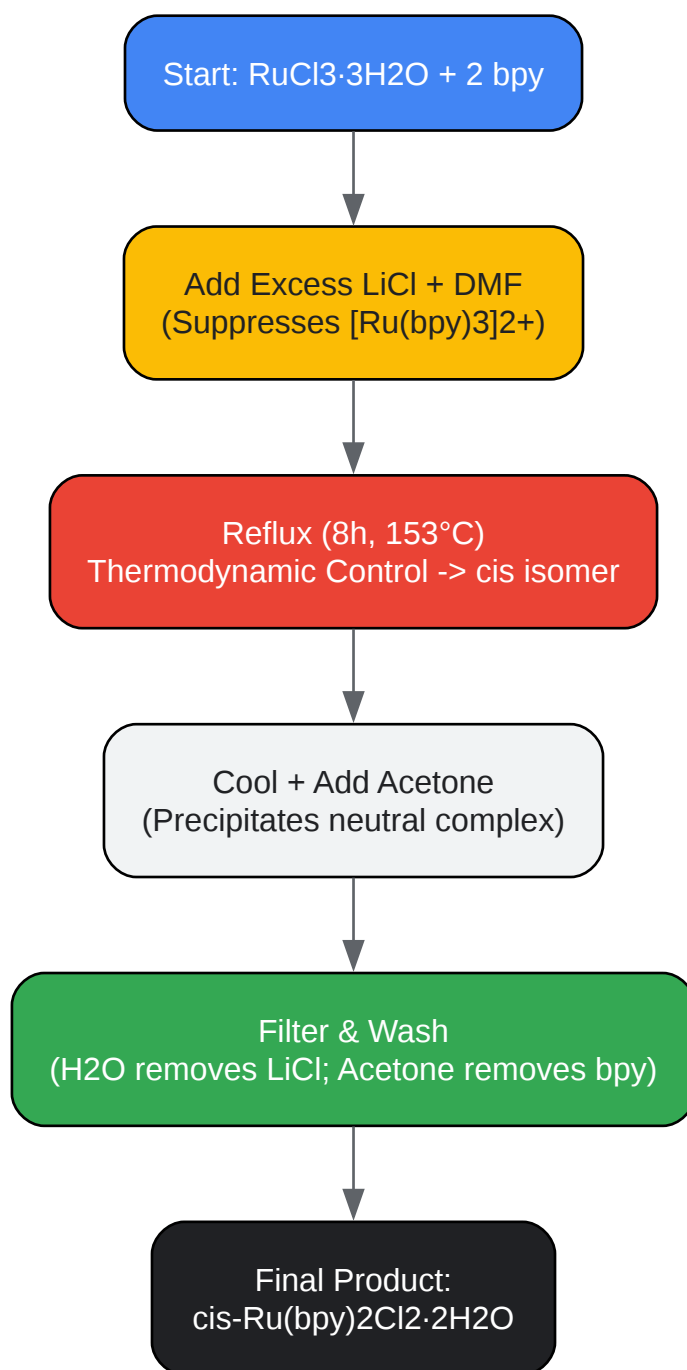 Start: RuCl3·3H2O + 2 bpy
Add Excess LiCl + DMF
(Suppresses [Ru(bpy)3]2+)
Reflux (8h, 153°C)
Thermodynamic Control -> cis isomer
Cool + Add Acetone
(Precipitates neutral complex)
Filter & Wash
(H2O removes LiCl; Acetone removes bpy)
Final Product:
cis-Ru(bpy)2Cl2·2H2O